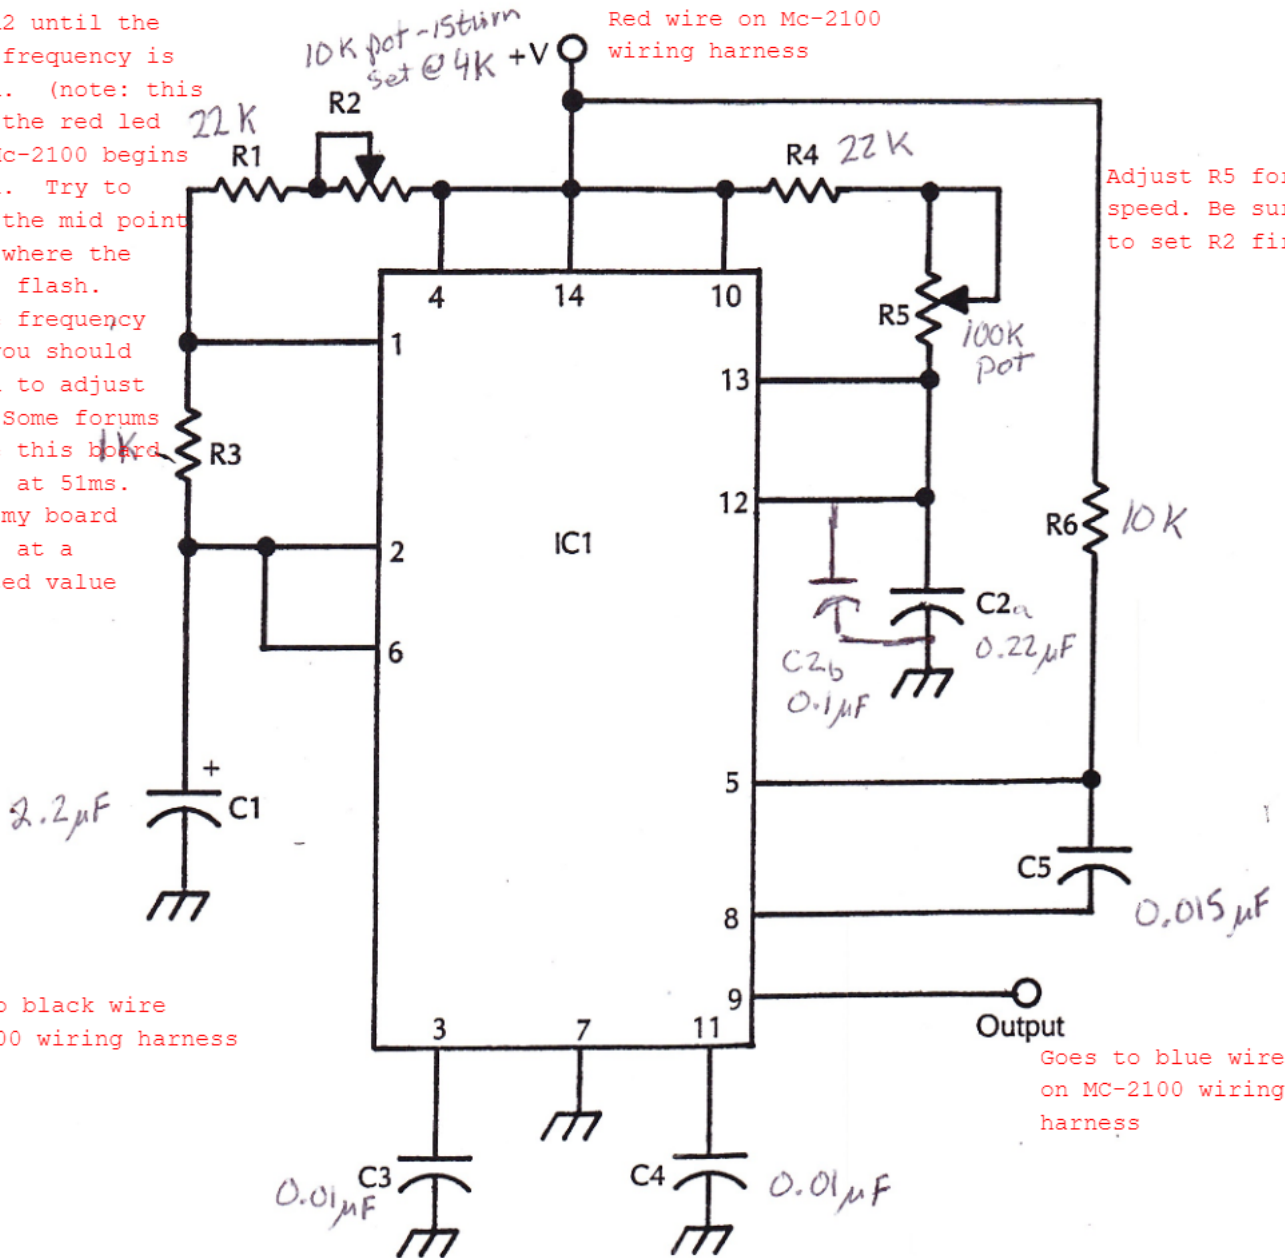 2 until the
frequency is
. (note: this
the red led
c-2100 begins
. Try to
the mid point
where the
flash.
frequency
ou should
to adjust
Some forums
this board
at 51ms.
my board
at a
ed value
10K pot-15turn
set @ 4K
+V
Red wire on Mc-2100
wiring harness
22K
R1
R2
R4
22K
Adjust R5 for
speed. Be su
to set R2 fi
4
14
10
1
R5
100K
pot
13
1K
R3
12
IC1
R6
10K
2
6
C2a
0.22µF
C2b
0.1µF
+
C1
2.2µF
5
C5
0.015µF
8
9
Output
black wire
00 wiring harness
3
7
11
Goes to blue wire
on MC-2100 wiring
harness
C3
0.01µF
C4
0.01µF